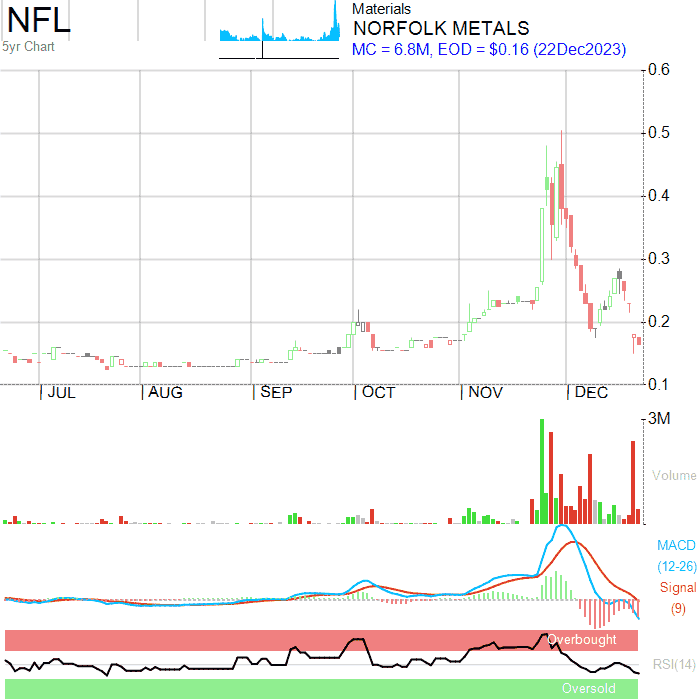 NFL
5yr Chart
Materials
NORFOLK METALS
MC = 6.8M, EOD = $0.16 (22Dec2023)
0.6
0.5
0.4
0.3
0.2
0.1
JUL AUG SEP OCT NOV DEC
3M
Volume
MACD
(12-26)
Signal
(9)
Overbought
RSI(14)
Oversold